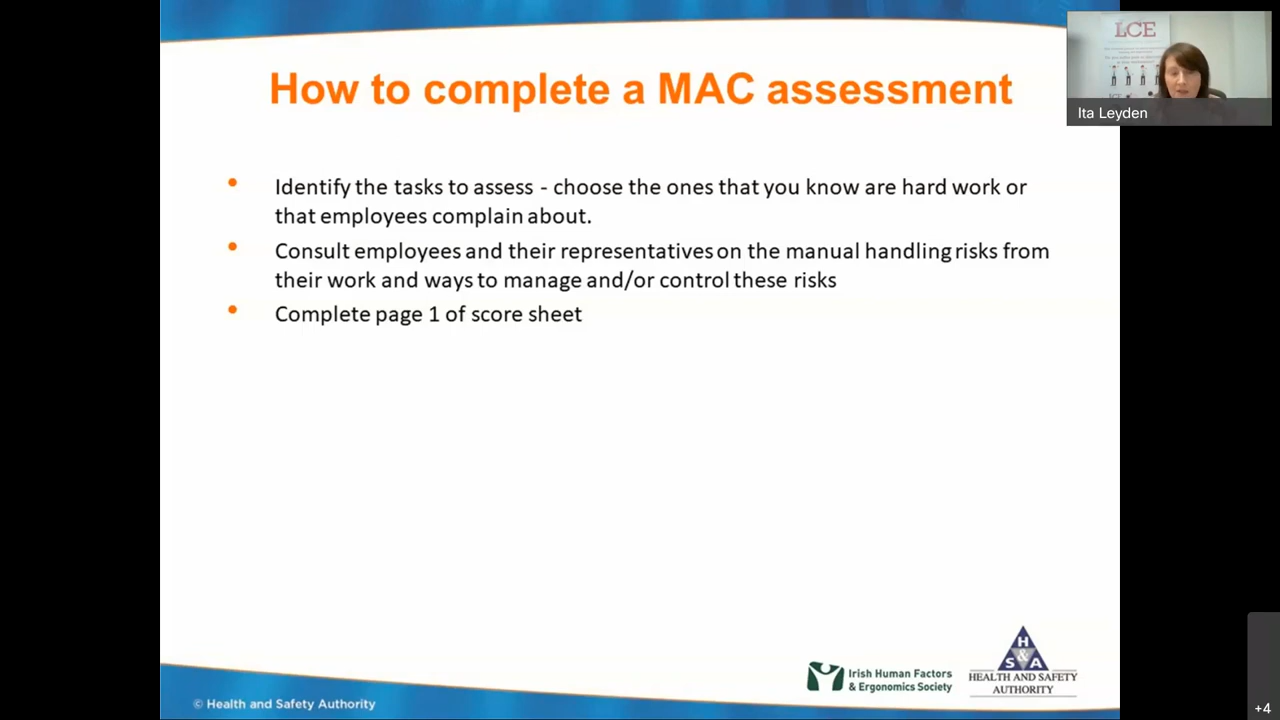 How to complete a MAC assessment
LCE
Ita Leyden
Identify the tasks to assess - choose the ones that you know are hard work or
that employees complain about.
Consult employees and their representatives on the manual handling risks from
their work and ways to manage and/or control these risks
Complete page 1 of score sheet
Irish Human Factors
& Ergonomics Society
H
S & A
HEALTH AND SAFETY
AUTHORITY
© Health and Safety Authority
+4